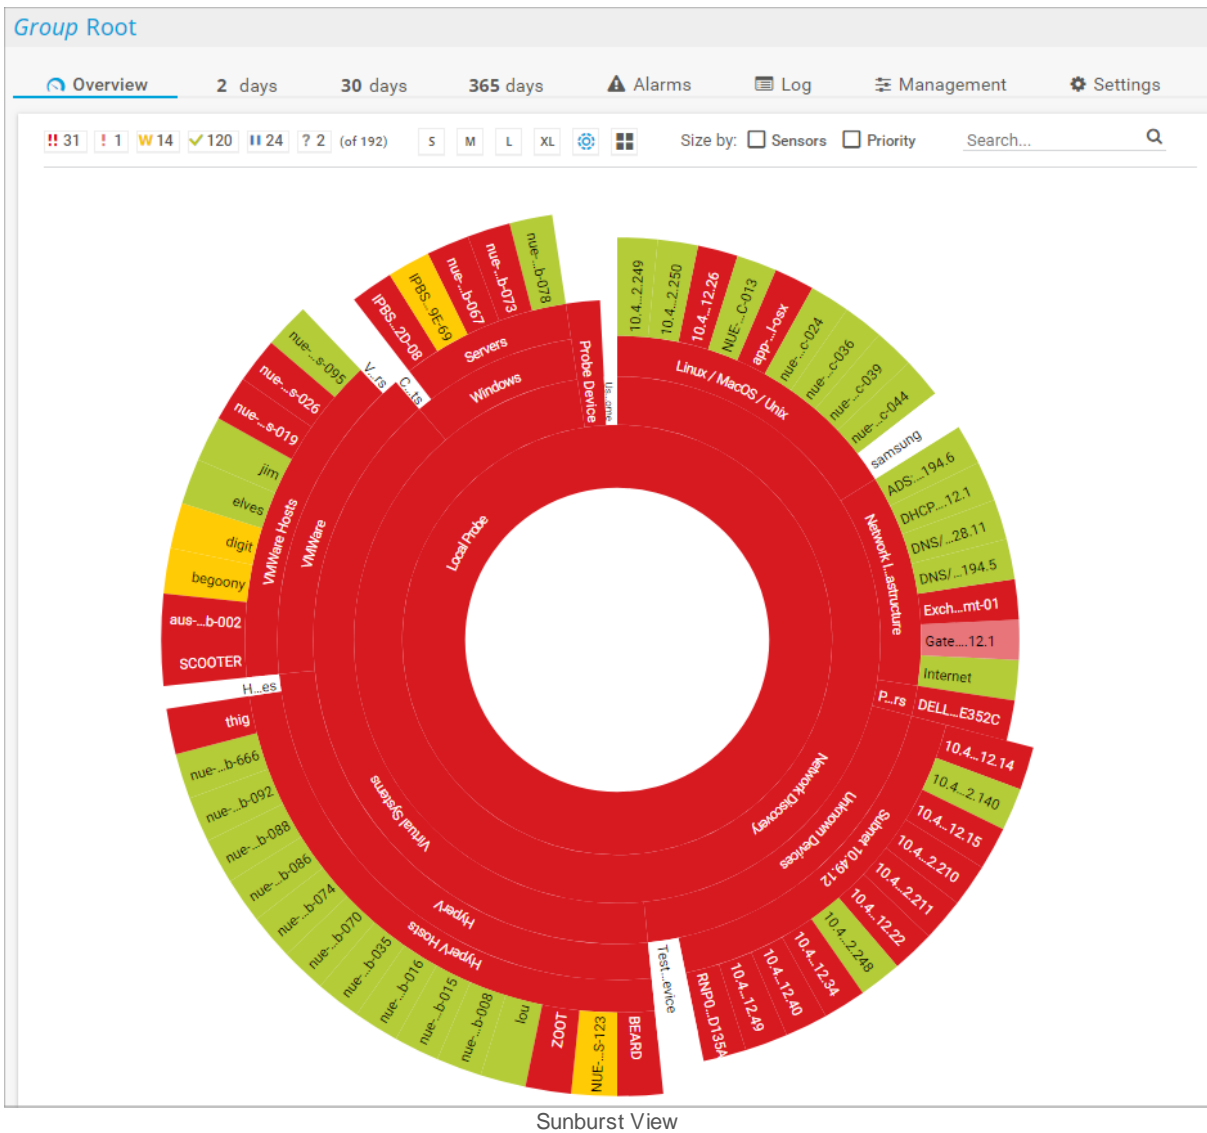 Group Root
Overview 2 days 30 days 365 days Alarms Log Management Settings
!! 31 ! 1 W 14 120 24 ? 2 (of 192) S M L XL Size by: Sensors Priority Search...
nue-...b-078
nue-...b-073
nue-...b-067
IPBS...9E-69
IPBS...2D-08
Servers
Windows
C...ts
V...rs
Probe Device
Us...ome
10.4...2.249
10.4...2.250
10.4...12.26
NUE-...C-013
app-...l-osx
nue-...c-024
nue-...c-036
nue-...c-039
nue-...c-044
Linux / MacOS / Unix
samsung
ADS:...194.6
DHCP...12.1
DNS/...28.11
DNS/...194.5
Exch...mt-01
Gate....12.1
Internet
Network I...astructure
P...rs
DELL...E352C
10.4...12.14
10.4...2.140
10.4...12.15
10.4...2.210
10.4...2.211
10.4...12.22
10.4...2.248
10.4...12.34
10.4...12.40
10.4...12.49
RNP0...D135A
Subnet 10.49.12
Unknown Devices
Network Discovery
Test...evice
BEARD
NUE-...S-123
ZOOT
lou
nue-...b-008
nue-...b-015
nue-...b-016
nue-...b-035
nue-...b-070
nue-...b-074
nue-...b-086
nue-...b-088
nue-...b-092
nue-...b-666
thig
HyperV Hosts
HyperV
Virtual Systems
H...es
SCOOTER
aus-...b-002
begoony
digit
elves
jim
nue-...s-019
nue-...s-026
nue-...s-095
VMWare Hosts
VMWare
Local Probe
Sunburst View